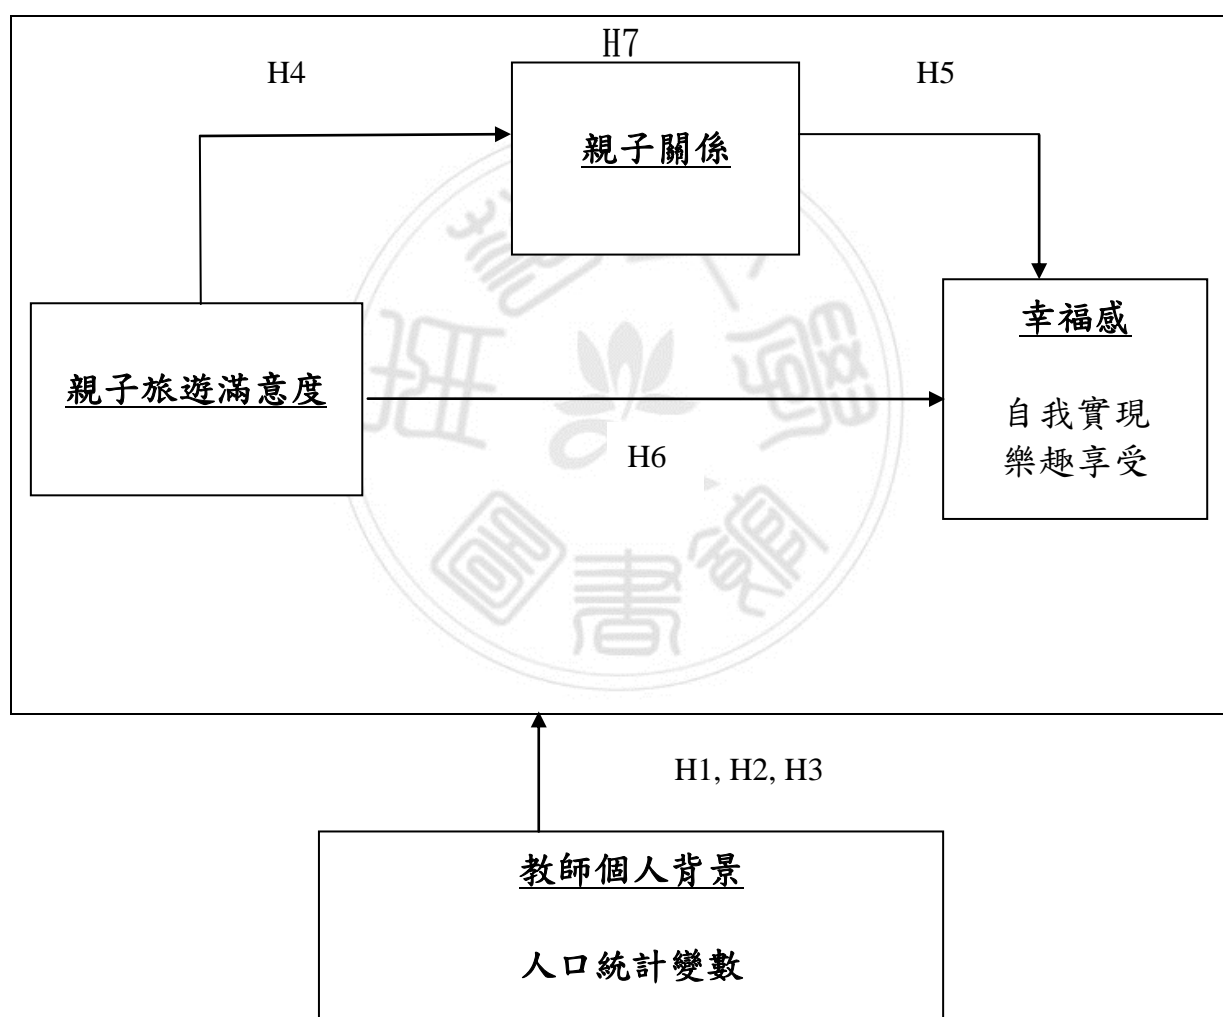 H7
H4
H5
親子關係
幸福感
親子旅遊滿意度
自我實現
樂趣享受
H6
H1, H2, H3
教師個人背景
人口統計變數